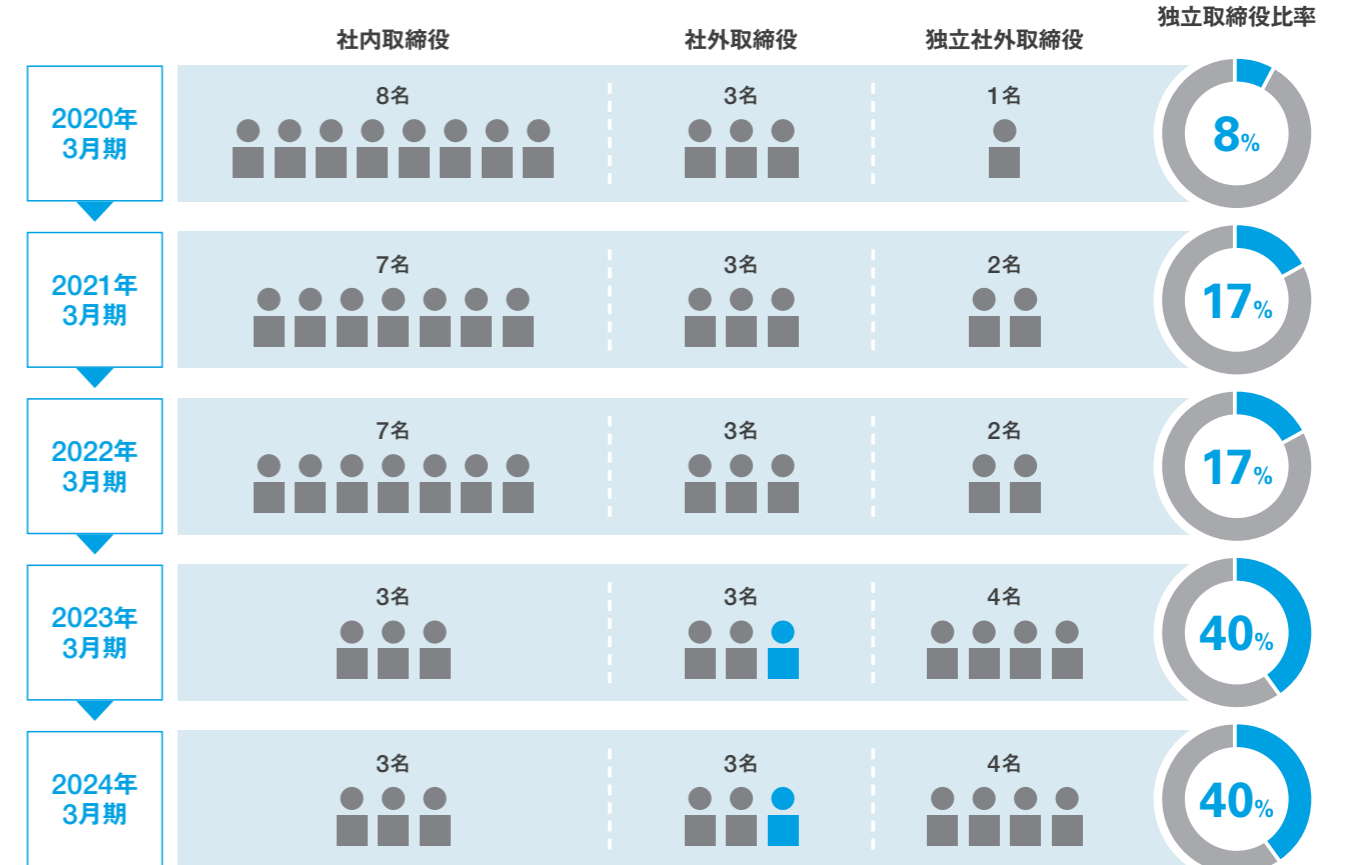 社内取締役
社外取締役
独立社外取締役
独立取締役比率
2020年
3月期
8名
3名
1名
8%
2021年
3月期
7名
3名
2名
17%
2022年
3月期
7名
3名
2名
17%
2023年
3月期
3名
3名
4名
40%
2024年
3月期
3名
3名
4名
40%